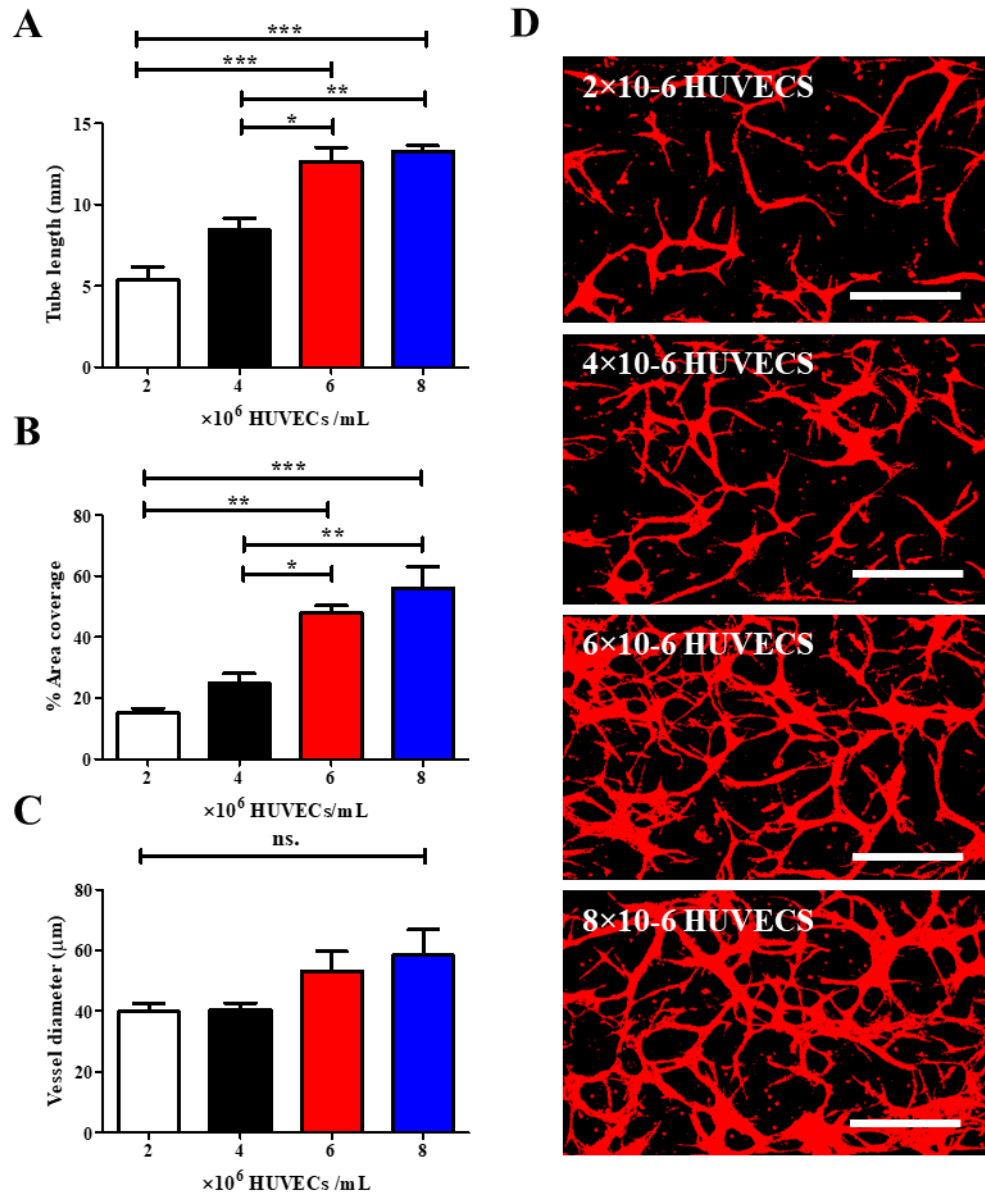 A
***
***
**
*
15
10
5
0
Tube length (mm)
2 4 6 8
×10⁶ HUVECs /mL
B
***
**
**
*
80
60
40
20
0
% Area coverage
2 4 6 8
×10⁶ HUVECs/mL
C
ns.
80
60
40
20
0
Vessel diameter (µm)
2 4 6 8
×10⁶ HUVECs/mL
D
2×10-6 HUVECS
4×10-6 HUVECS
6×10-6 HUVECS
8×10-6 HUVECS